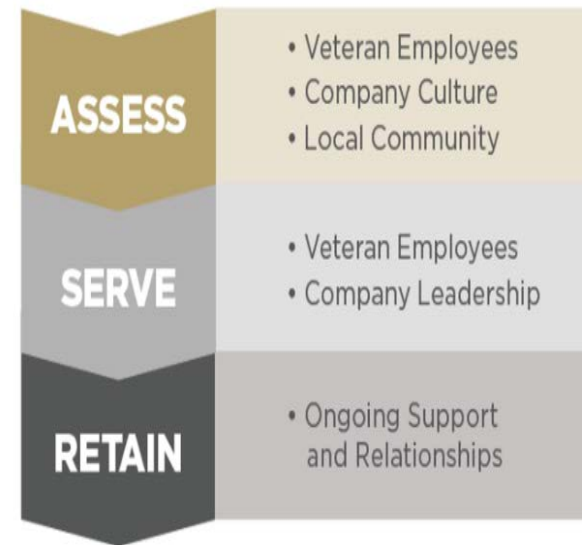 ASSESS
• Veteran Employees
• Company Culture
• Local Community
SERVE
• Veteran Employees
• Company Leadership
RETAIN
• Ongoing Support
and Relationships